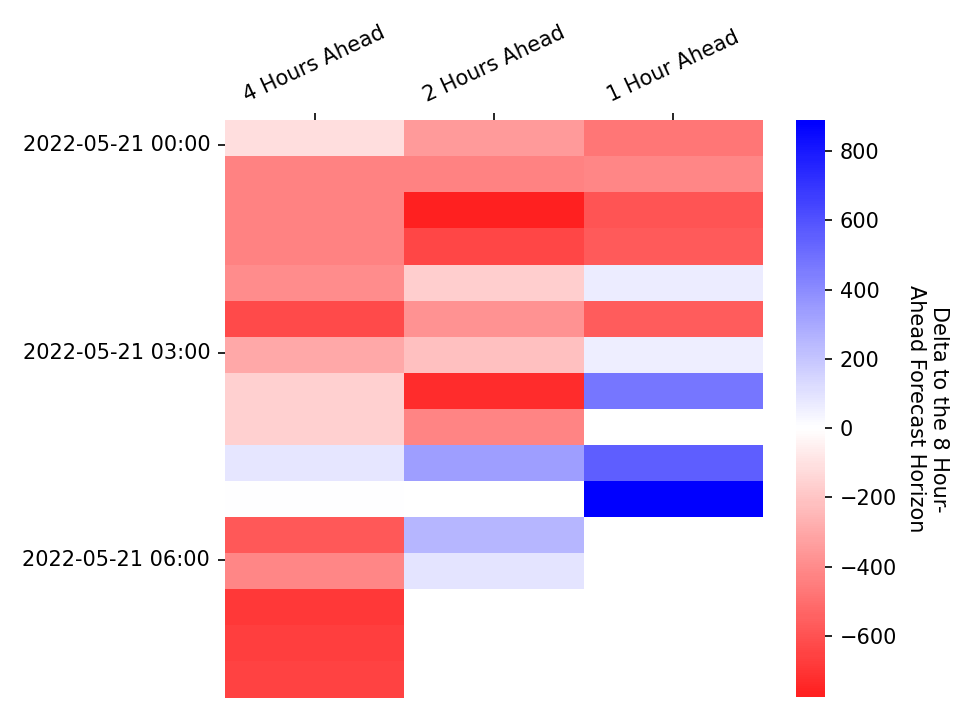 4 Hours Ahead
2 Hours Ahead
1 Hour Ahead
2022-05-21 00:00
2022-05-21 03:00
2022-05-21 06:00
800
600
400
200
0
−200
−400
−600
Delta to the 8 Hour-
Ahead Forecast Horizon